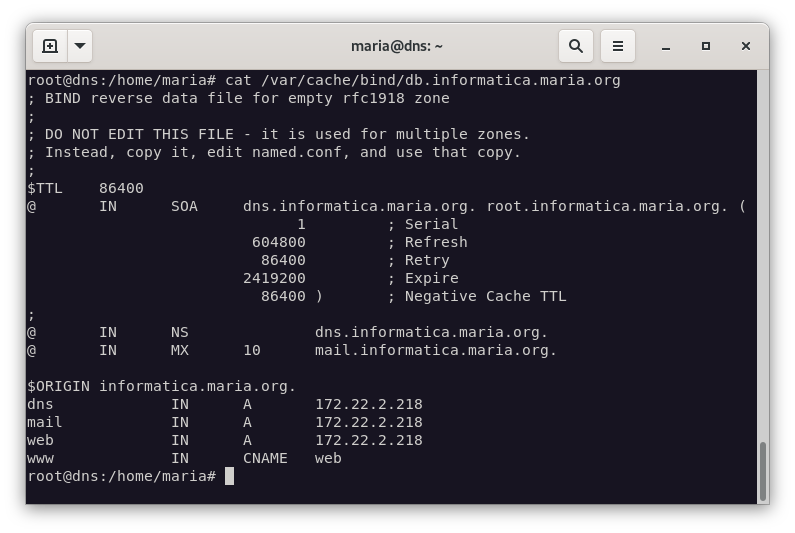 maria@dns: ~
root@dns:/home/maria# cat /var/cache/bind/db.informatica.maria.org
; BIND reverse data file for empty rfc1918 zone
;
; DO NOT EDIT THIS FILE - it is used for multiple zones.
; Instead, copy it, edit named.conf, and use that copy.
;
$TTL    86400
@       IN      SOA     dns.informatica.maria.org. root.informatica.maria.org. (
                              1         ; Serial
                         604800         ; Refresh
                          86400         ; Retry
                        2419200         ; Expire
                          86400 )       ; Negative Cache TTL
;
@       IN      NS              dns.informatica.maria.org.
@       IN      MX      10      mail.informatica.maria.org.
$ORIGIN informatica.maria.org.
dns             IN      A       172.22.2.218
mail            IN      A       172.22.2.218
web             IN      A       172.22.2.218
www             IN      CNAME   web
root@dns:/home/maria#